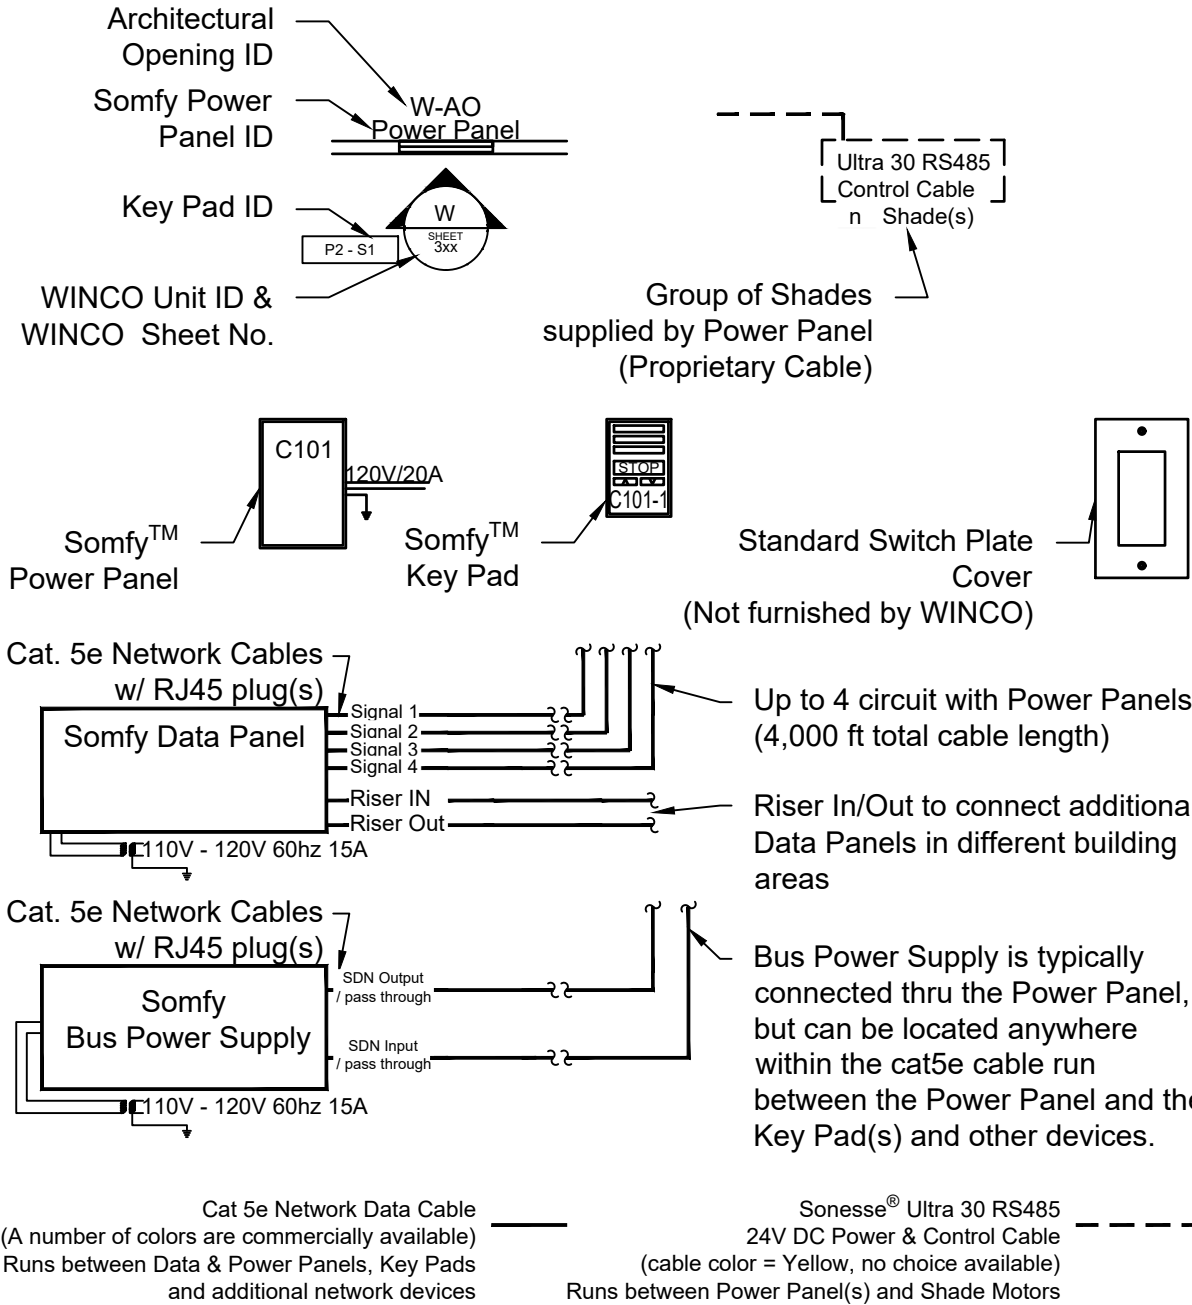 Architectural
Opening ID
Somfy Power
Panel ID
W-AO
Power Panel
Key Pad ID
W
SHEET
3xx
P2 - S1
WINCO Unit ID &
WINCO Sheet No.
Ultra 30 RS485
Control Cable
n Shade(s)
Group of Shades
supplied by Power Panel
(Proprietary Cable)
C101
120V/20A
Somfy™
Power Panel
STOP
C101-1
Somfy™
Key Pad
Standard Switch Plate
Cover
(Not furnished by WINCO)
Cat. 5e Network Cables
w/ RJ45 plug(s)
Somfy Data Panel
Signal 1
Signal 2
Signal 3
Signal 4
Riser IN
Riser Out
110V - 120V 60hz 15A
Up to 4 circuit with Power Panels
(4,000 ft total cable length)
Riser In/Out to connect additiona
Data Panels in different building
areas
Cat. 5e Network Cables
w/ RJ45 plug(s)
Somfy
Bus Power Supply
SDN Output
/ pass through
SDN Input
/ pass through
110V - 120V 60hz 15A
Bus Power Supply is typically
connected thru the Power Panel,
but can be located anywhere
within the cat5e cable run
between the Power Panel and the
Key Pad(s) and other devices.
Cat 5e Network Data Cable
(A number of colors are commercially available)
Runs between Data & Power Panels, Key Pads
and additional network devices
Sonesse® Ultra 30 RS485
24V DC Power & Control Cable
(cable color = Yellow, no choice available)
Runs between Power Panel(s) and Shade Motors